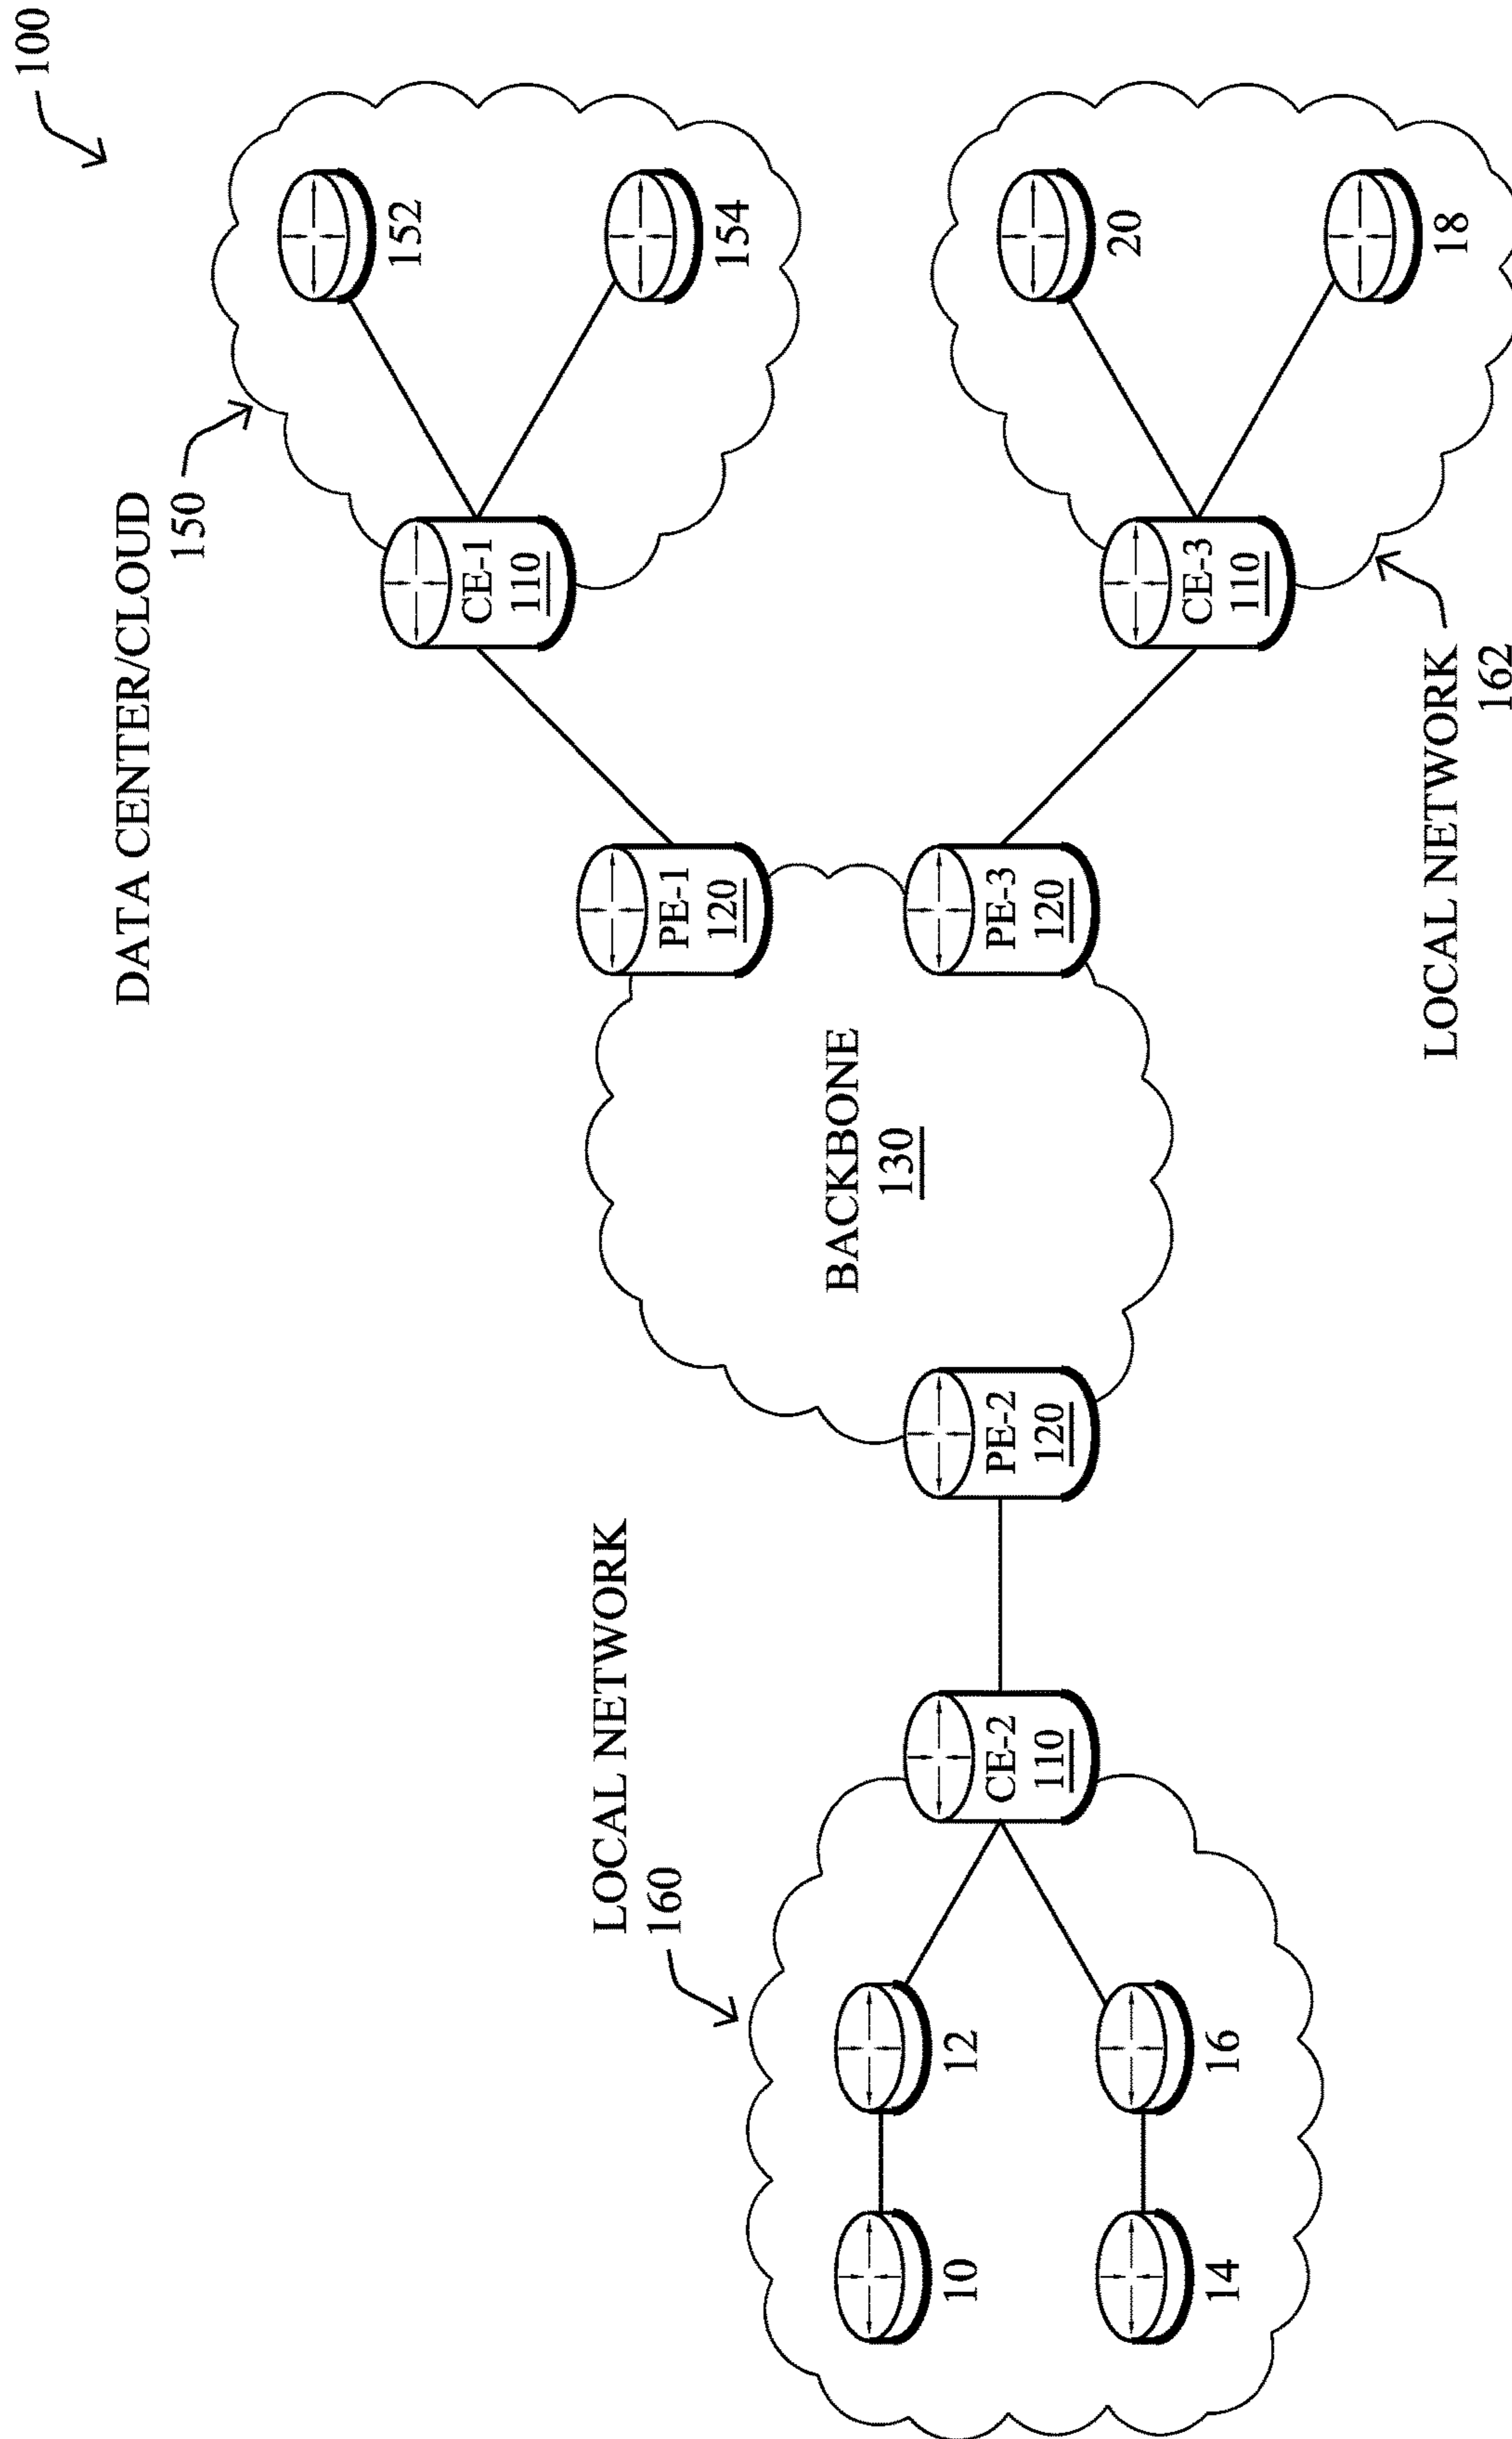 100
DATA CENTER/CLOUD
150
152
CE-1
110
LOCAL NETWORK
160
PE-1
120
154
BACKBONE
130
10
12
CE-2
110
PE-2
120
PE-3
120
20
CE-3
110
14
16
LOCAL NETWORK
162
18